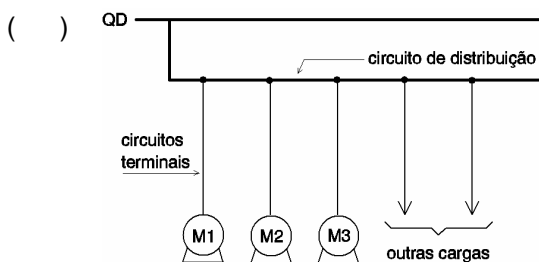 ( ) QD
circuito de distribuição
circuitos
terminais
M1 M2 M3
outras cargas